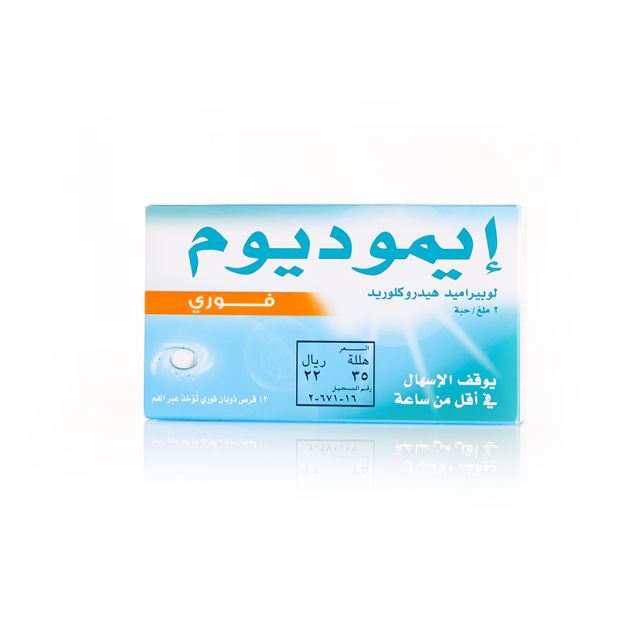 إيموديوم
لوبيراميد هيدروكلوريد
٢ ملغ / حبة
فوري
السعر
هللة ريال
٣٥ ٢٢
رقم التسجيل
٢-٦٧١-١٦
يوقف الإسهال
في أقل من ساعة
١٢ قرص ذوبان فوري تؤخذ عبر الفم